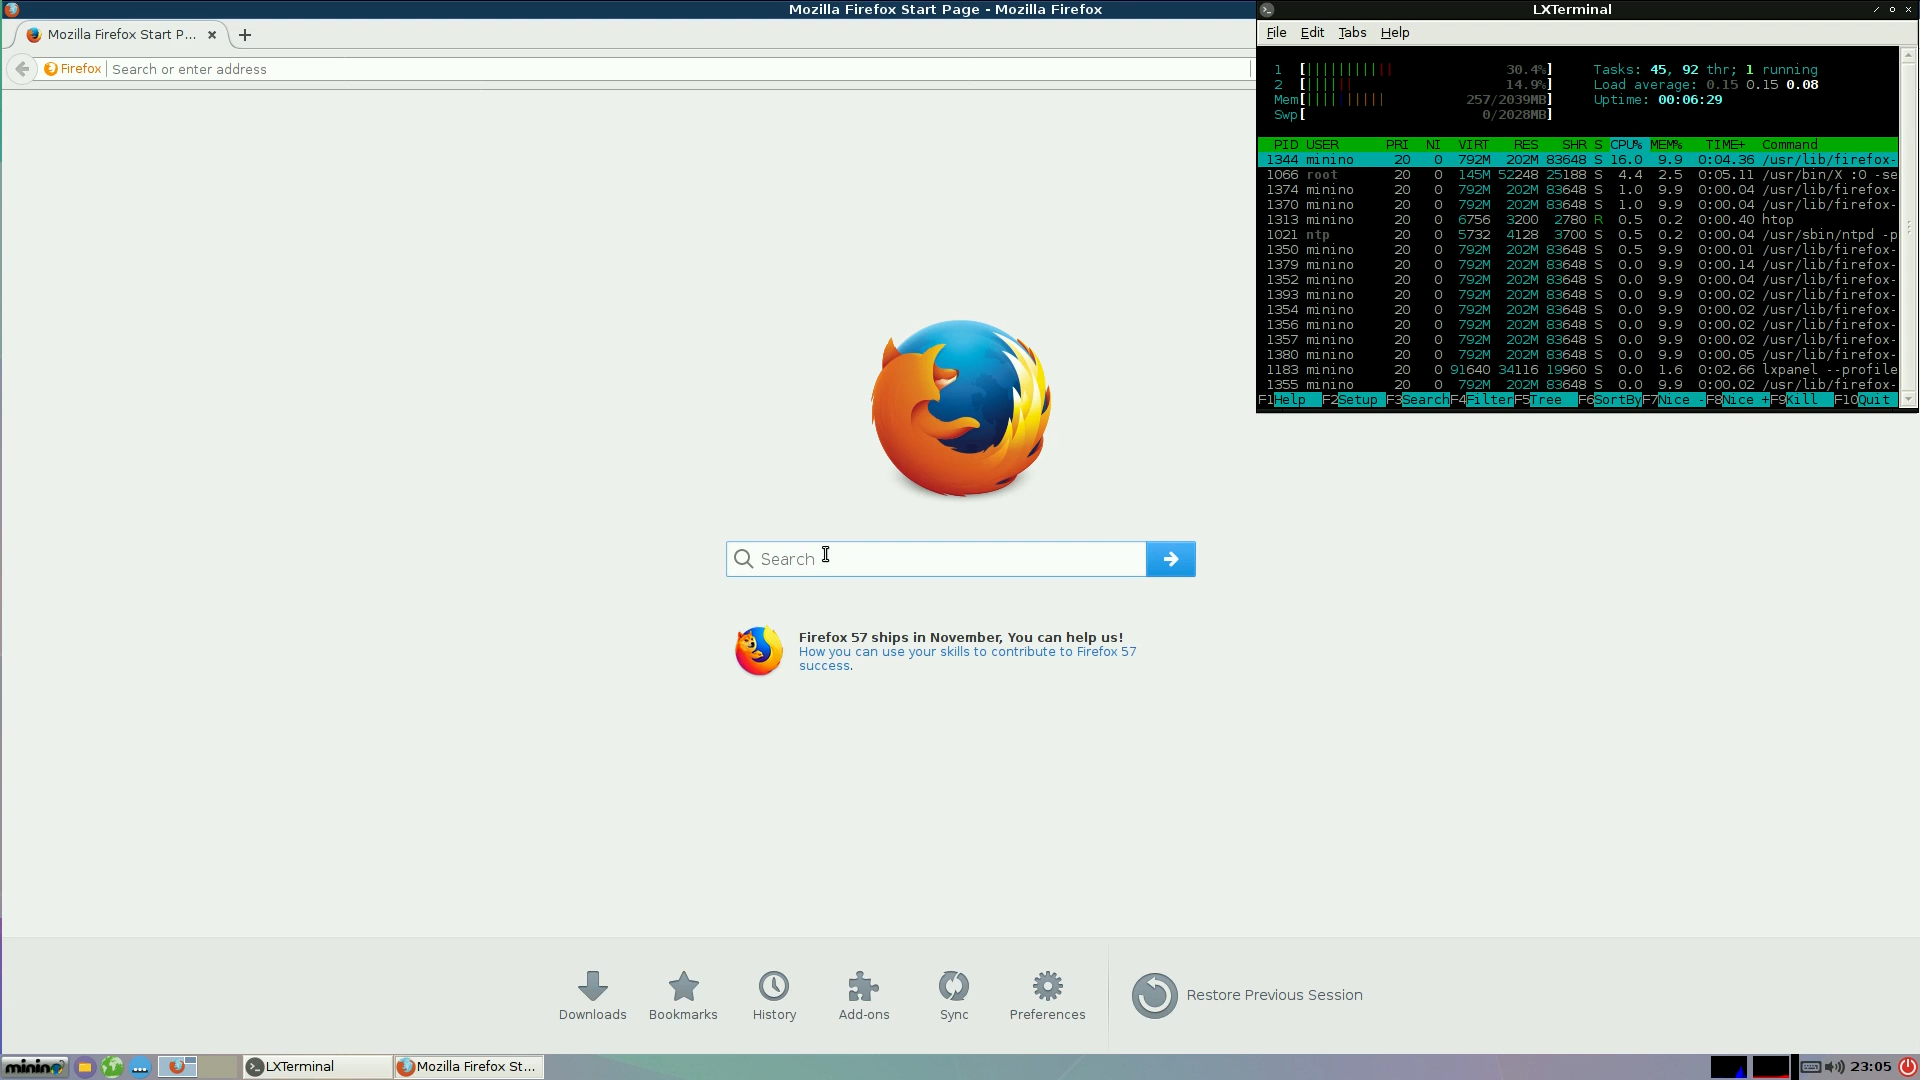 Mozilla Firefox Start Page - Mozilla Firefox
Mozilla Firefox Start P...
Firefox Search or enter address
Search
Firefox 57 ships in November, You can help us!
How you can use your skills to contribute to Firefox 57
success.
Downloads Bookmarks History Add-ons Sync Preferences Restore Previous Session
LXTerminal
File Edit Tabs Help
1 [|||||||||||30.4%] Tasks: 45, 92 thr; 1 running
2 [||||||14.9%] Load average: 0.15 0.15 0.08
Mem[||||||||||257/2039MB] Uptime: 00:06:29
Swp[0/2028MB]
PID USER PRI NI VIRT RES SHR S CPU% MEM% TIME+ Command
1344 minino 20 0 792M 202M 83648 S 16.0 9.9 0:04.36 /usr/lib/firefox-
1066 root 20 0 145M 52248 25188 S 4.4 2.5 0:05.11 /usr/bin/X :0 -se
1374 minino 20 0 792M 202M 83648 S 1.0 9.9 0:00.04 /usr/lib/firefox-
1370 minino 20 0 792M 202M 83648 S 1.0 9.9 0:00.04 /usr/lib/firefox-
1313 minino 20 0 6756 3200 2780 R 0.5 0.2 0:00.40 htop
1021 ntp 20 0 5732 4128 3700 S 0.5 0.2 0:00.04 /usr/sbin/ntpd -p
1350 minino 20 0 792M 202M 83648 S 0.5 9.9 0:00.01 /usr/lib/firefox-
1379 minino 20 0 792M 202M 83648 S 0.0 9.9 0:00.14 /usr/lib/firefox-
1352 minino 20 0 792M 202M 83648 S 0.0 9.9 0:00.02 /usr/lib/firefox-
1393 minino 20 0 792M 202M 83648 S 0.0 9.9 0:00.02 /usr/lib/firefox-
1354 minino 20 0 792M 202M 83648 S 0.0 9.9 0:00.02 /usr/lib/firefox-
1356 minino 20 0 792M 202M 83648 S 0.0 9.9 0:00.02 /usr/lib/firefox-
1357 minino 20 0 792M 202M 83648 S 0.0 9.9 0:00.02 /usr/lib/firefox-
1380 minino 20 0 792M 202M 83648 S 0.0 9.9 0:00.05 /usr/lib/firefox-
1183 minino 20 0 91640 34116 19960 S 0.0 1.6 0:02.66 lxpanel --profile
1355 minino 20 0 792M 202M 83648 S 0.0 9.9 0:00.02 /usr/lib/firefox-
F1Help F2Setup F3SearchF4FilterF5Tree F6SortByF7Nice -F8Nice +F9Kill F10Quit
minino LXTerminal Mozilla Firefox St... 23:05